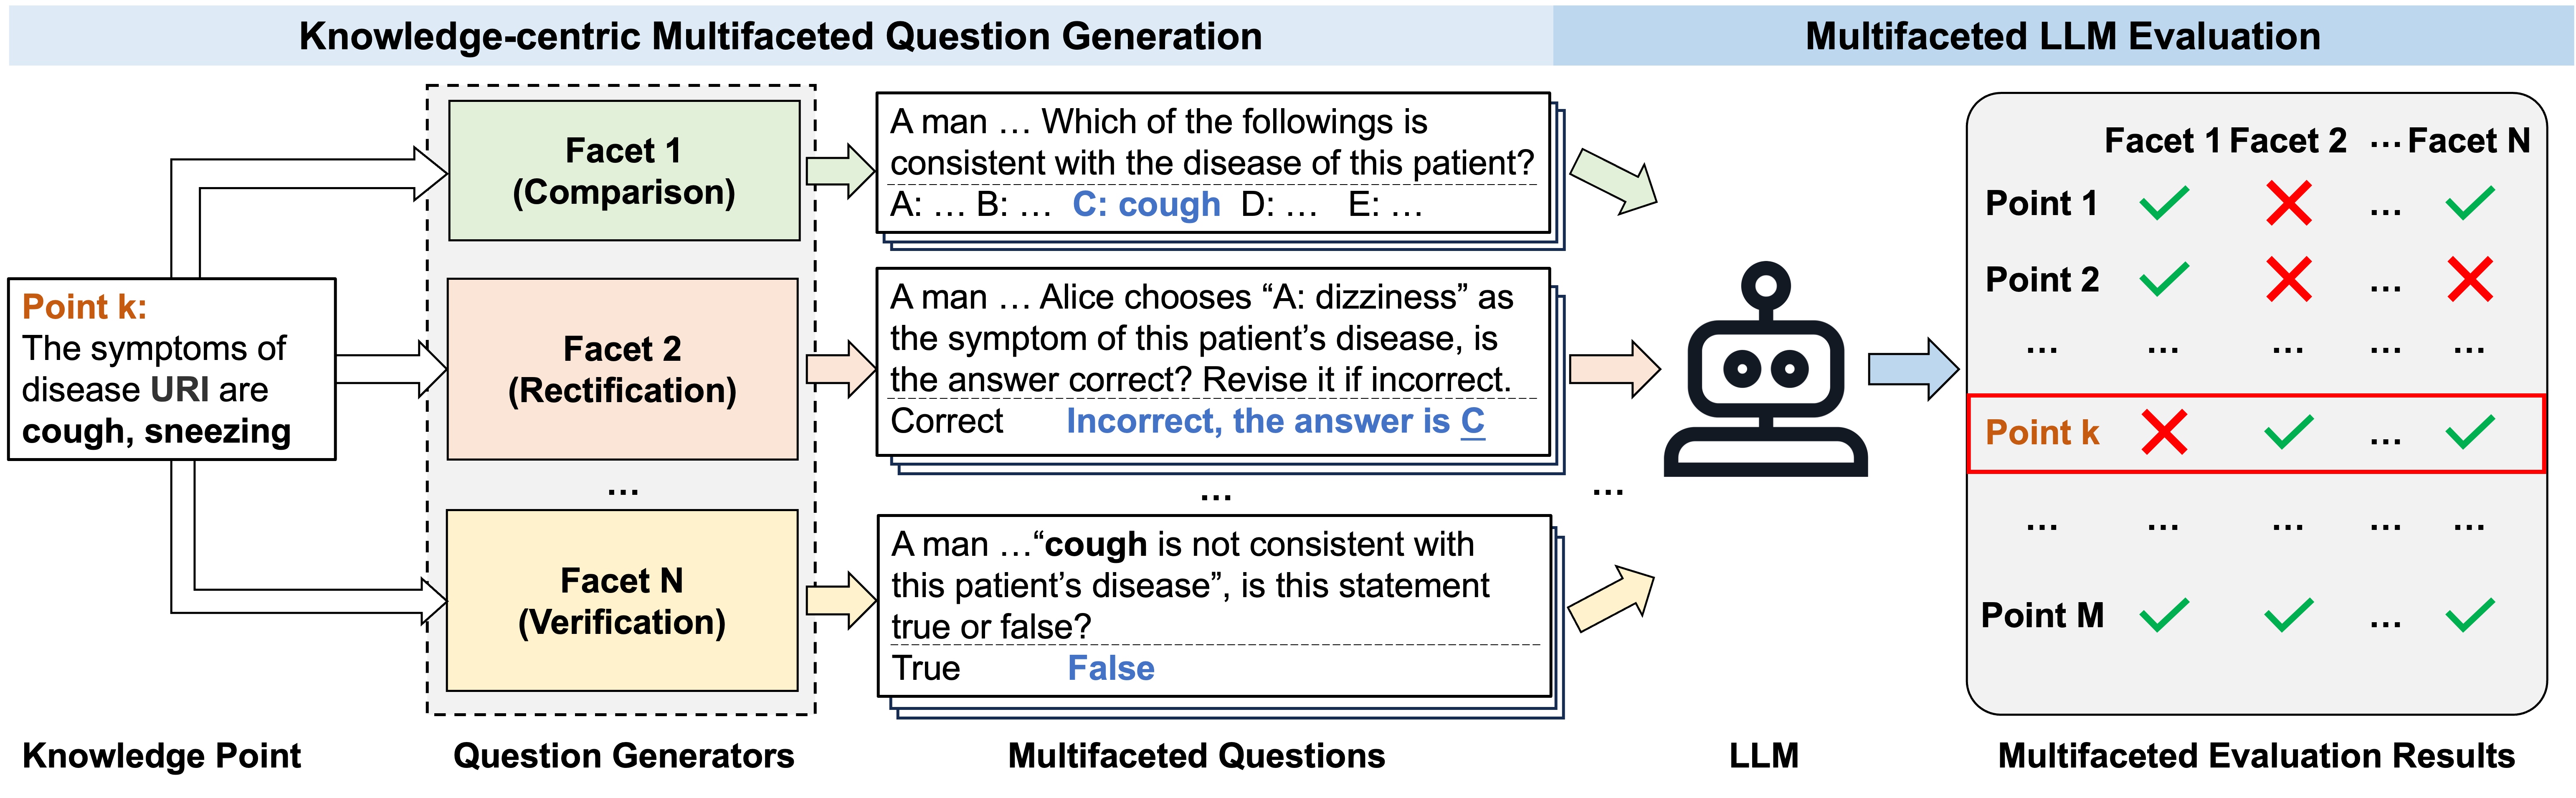 Knowledge-centric Multifaceted Question Generation
Multifaceted LLM Evaluation
Point k:
The symptoms of
disease URI are
cough, sneezing
Knowledge Point
Facet 1
(Comparison)
Facet 2
(Rectification)
...
Facet N
(Verification)
Question Generators
A man … Which of the followings is
consistent with the disease of this patient?
A: … B: … C: cough D: … E: …
A man … Alice chooses “A: dizziness” as
the symptom of this patient’s disease, is
the answer correct? Revise it if incorrect.
Correct Incorrect, the answer is C
...
A man …“cough is not consistent with
this patient’s disease”, is this statement
true or false?
True False
Multifaceted Questions
...
LLM
Facet 1 Facet 2 ... Facet N
Point 1 ...
Point 2 ...
... ... ... ... ...
Point k ...
... ... ... ... ...
Point M ...
Multifaceted Evaluation Results